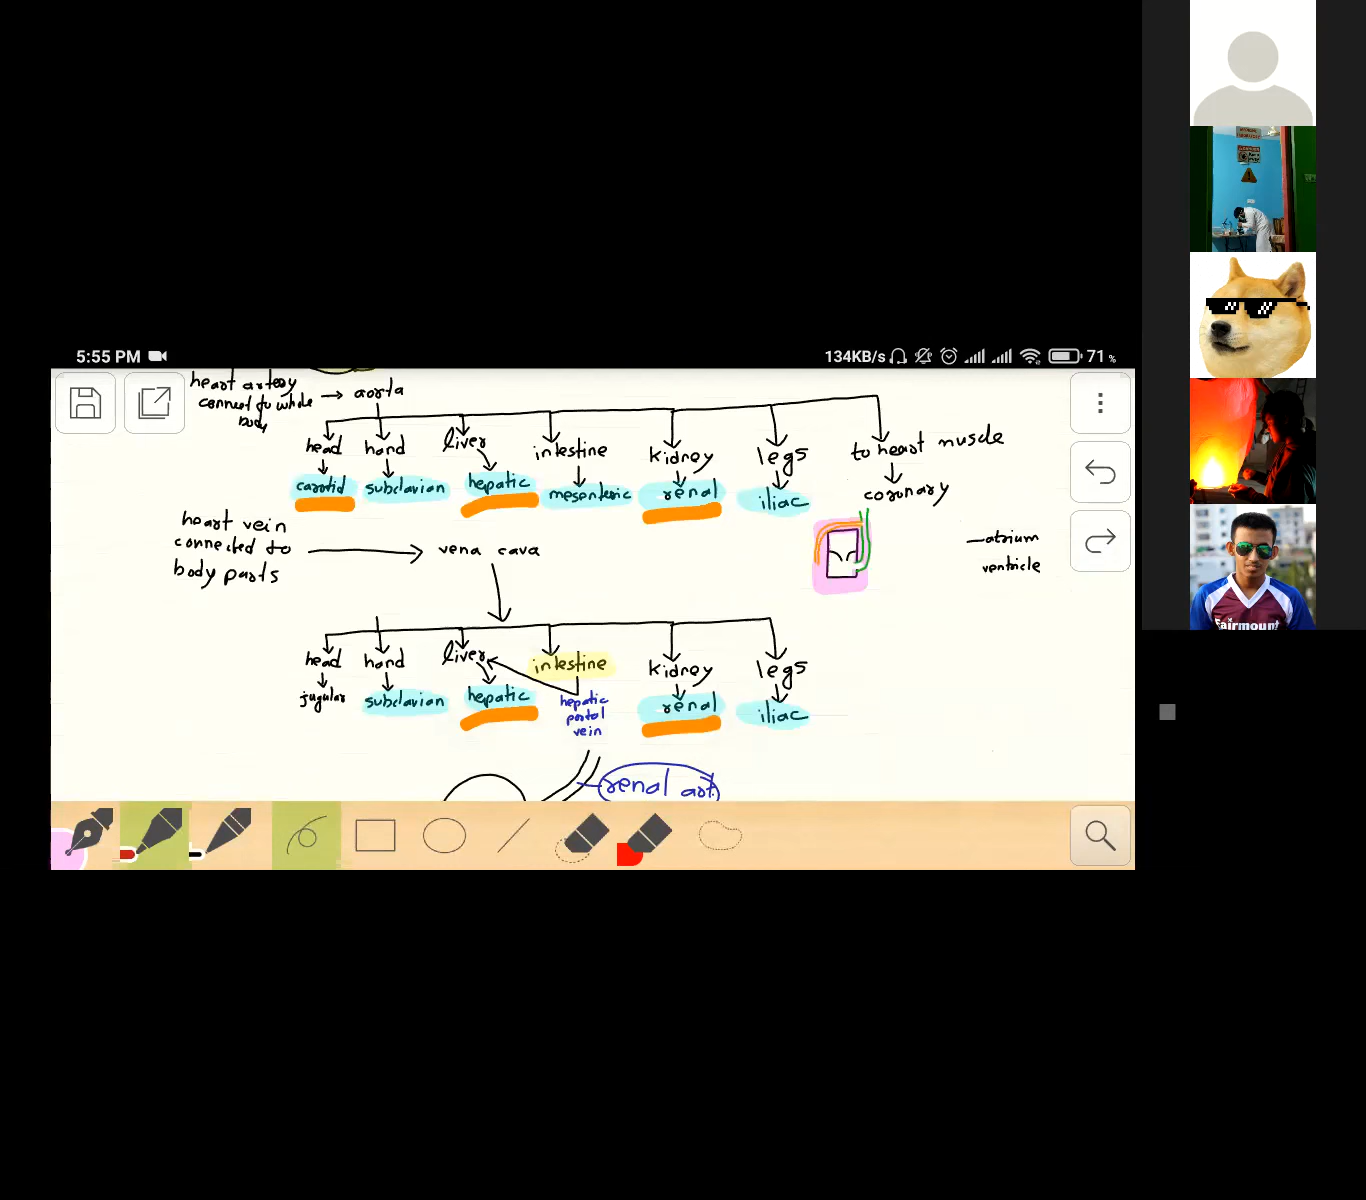 5:55 PM
134KB/s
71 %
heart artery
connect to whole
body
aorta
head hand liver intestine kidney legs to heart muscle
carotid subclavian hepatic mesenteric renal iliac coronary
heart vein
connected to
body parts
vena cava
atrium
ventricle
head hand liver intestine kidney legs
jugular subclavian hepatic
hepatic
portal
vein
renal iliac
renal art.
Fairmount